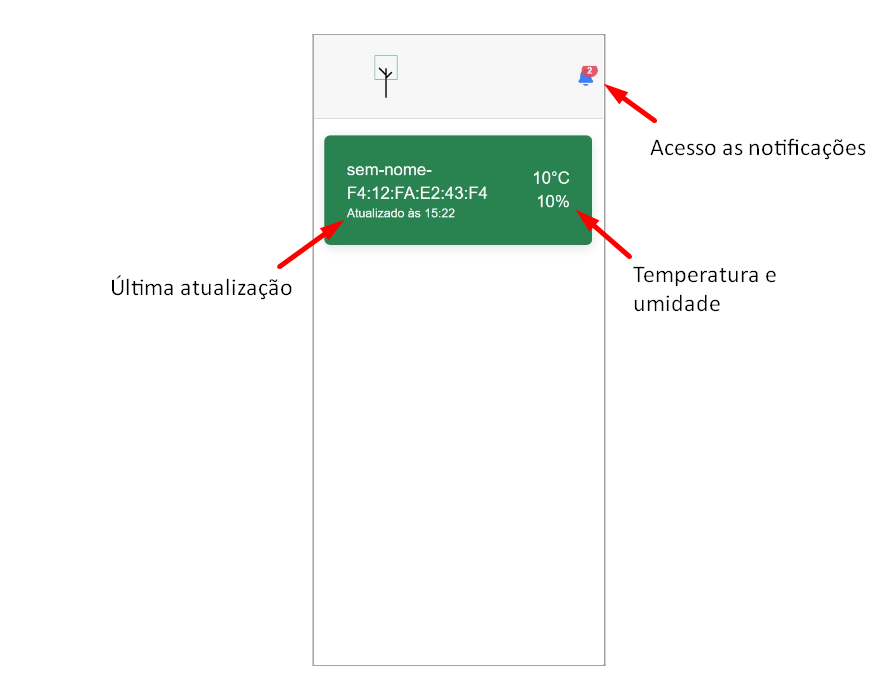 2
Acesso as notificações
sem-nome-
F4:12:FA:E2:43:F4
Atualizado às 15:22
10°C
10%
Última atualização
Temperatura e
umidade